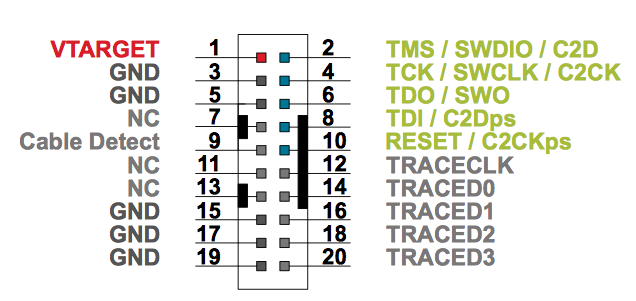 VTARGET 1 2 TMS / SWDIO / C2D
GND 3 4 TCK / SWCLK / C2CK
GND 5 6 TDO / SWO
NC 7 8 TDI / C2Dps
Cable Detect 9 10 RESET / C2CKps
NC 11 12 TRACECLK
NC 13 14 TRACED0
GND 15 16 TRACED1
GND 17 18 TRACED2
GND 19 20 TRACED3